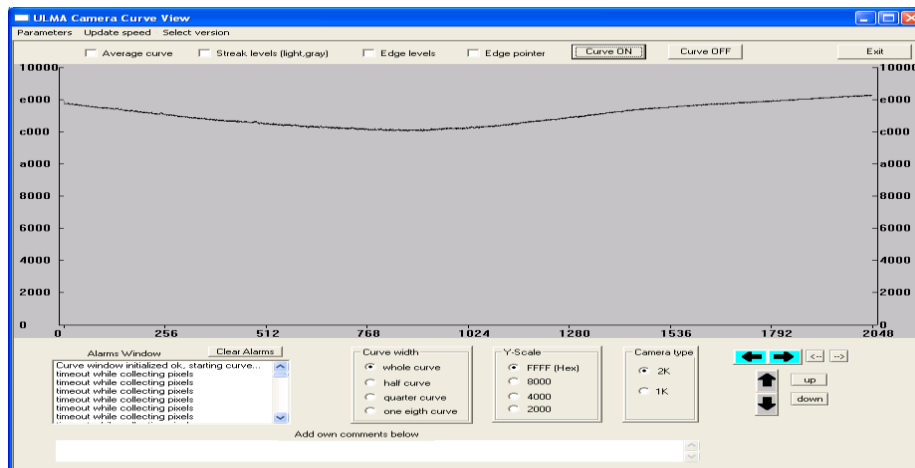 ULMA Camera Curve View
Parameters Update speed Select version
Average curve Streak levels (light,gray) Edge levels Edge pointer Curve ON Curve OFF Exit
10000 10000
e000 e000
c000 c000
a000 a000
8000 8000
6000 6000
4000 4000
2000 2000
0 0
0 256 512 768 1024 1280 1536 1792 2048
Alarms Window Clear Alarms
Curve window initialized ok, starting curve...
timeout while collecting pixels
timeout while collecting pixels
timeout while collecting pixels
timeout while collecting pixels
timeout while collecting pixels
timeout while collecting pixels
Curve width
whole curve
half curve
quarter curve
one eigth curve
Y-Scale
FFFF (Hex)
8000
4000
2000
Camera type
2K
1K
<-- -->
up
down
Add own comments below